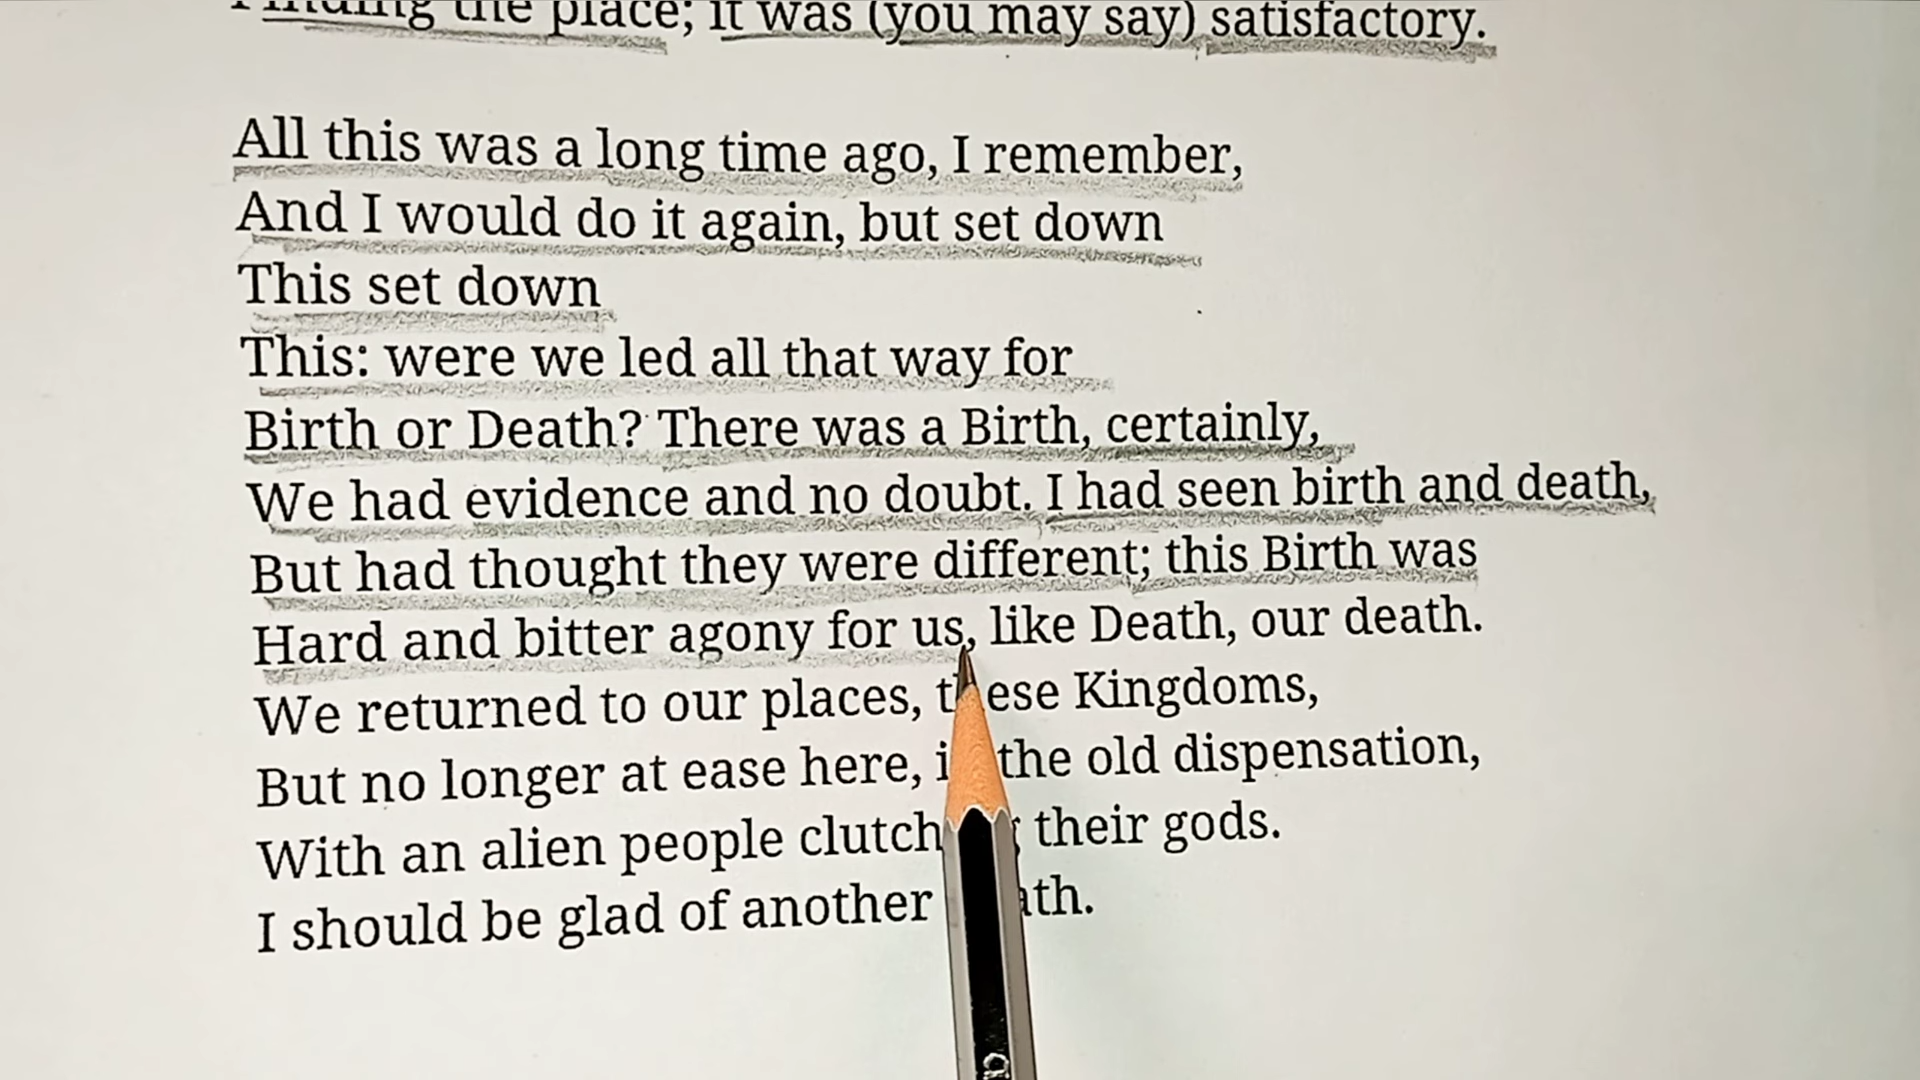 Finding the place; it was (you may say) satisfactory.
All this was a long time ago, I remember,
And I would do it again, but set down
This set down
This: were we led all that way for
Birth or Death? There was a Birth, certainly,
We had evidence and no doubt. I had seen birth and death,
But had thought they were different; this Birth was
Hard and bitter agony for us, like Death, our death.
We returned to our places, these Kingdoms,
But no longer at ease here, in the old dispensation,
With an alien people clutching their gods.
I should be glad of another